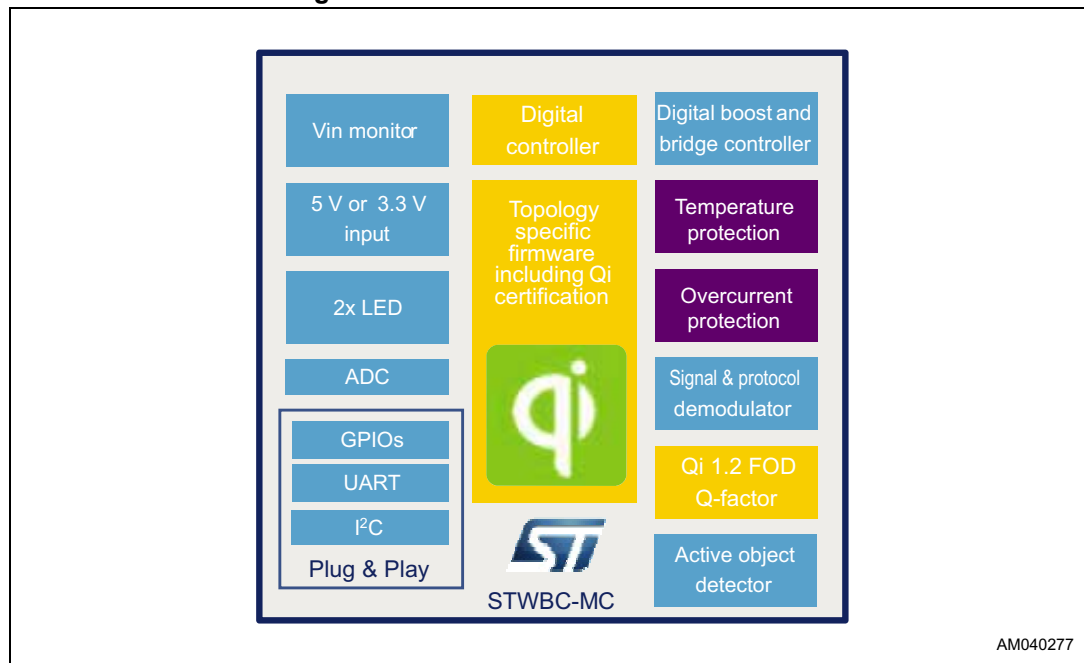 Vin monitor
5 V or 3.3 V
input
2x LED
ADC
GPIOs
UART
I²C
Plug & Play
Digital
controller
Topology
specific
firmware
including Qi
certification
qi
ST
STWBC-MC
Digital boost and
bridge controller
Temperature
protection
Overcurrent
protection
Signal & protocol
demodulator
Qi 1.2 FOD
Q-factor
Active object
detector
AM040277